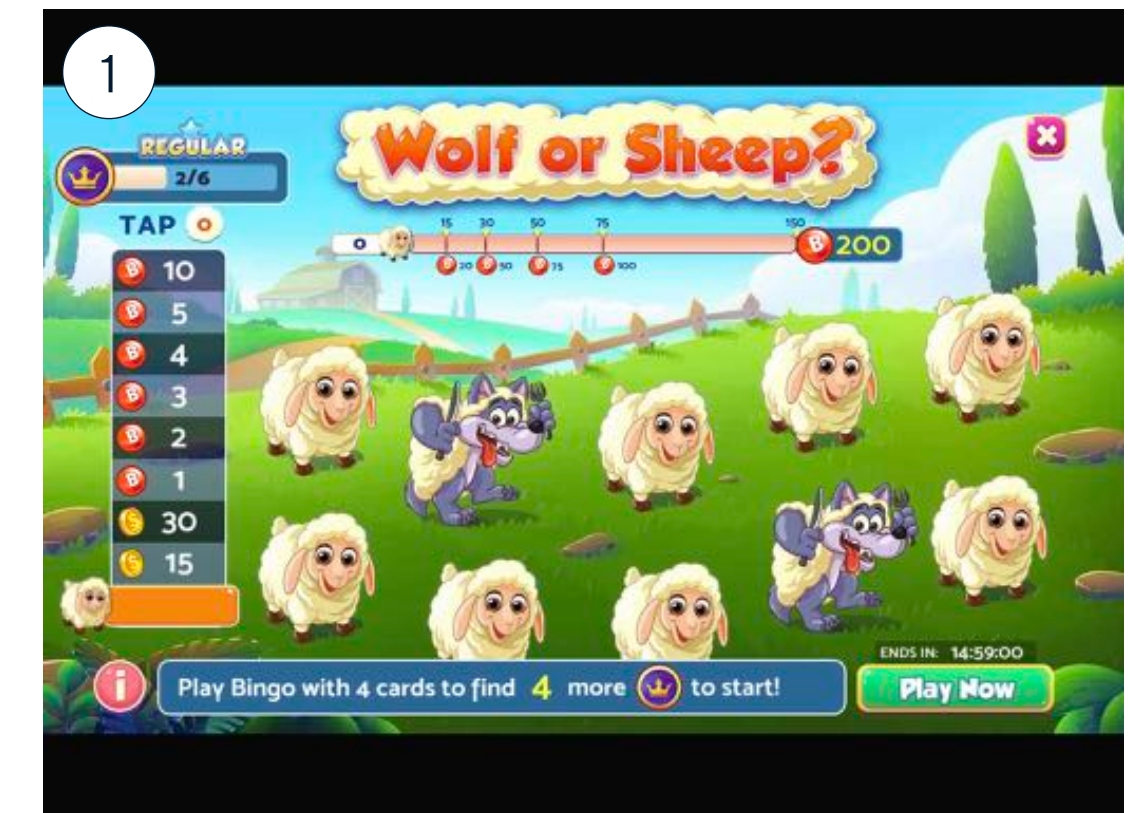 1
Wolf or Sheep?
REGULAR
2/6
TAP 0
15 30 50 75 150
0 B 200
B 20 B 50 B 75 B 100
B 10
B 5
B 4
B 3
B 2
B 1
$ 30
$ 15
ENDS IN: 14:59:00
i Play Bingo with 4 cards to find 4 more to start!
Play Now